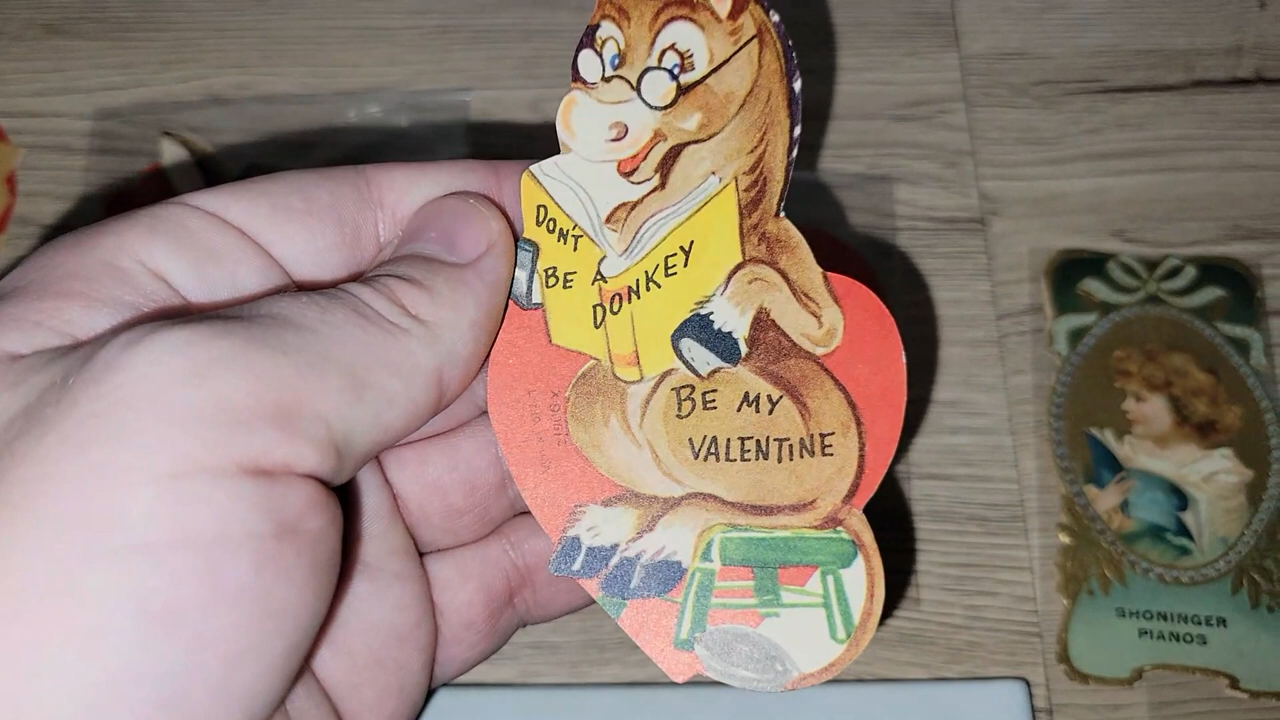 DON'T
BE A
DONKEY
BE MY
VALENTINE
SHONINGER
PIANOS